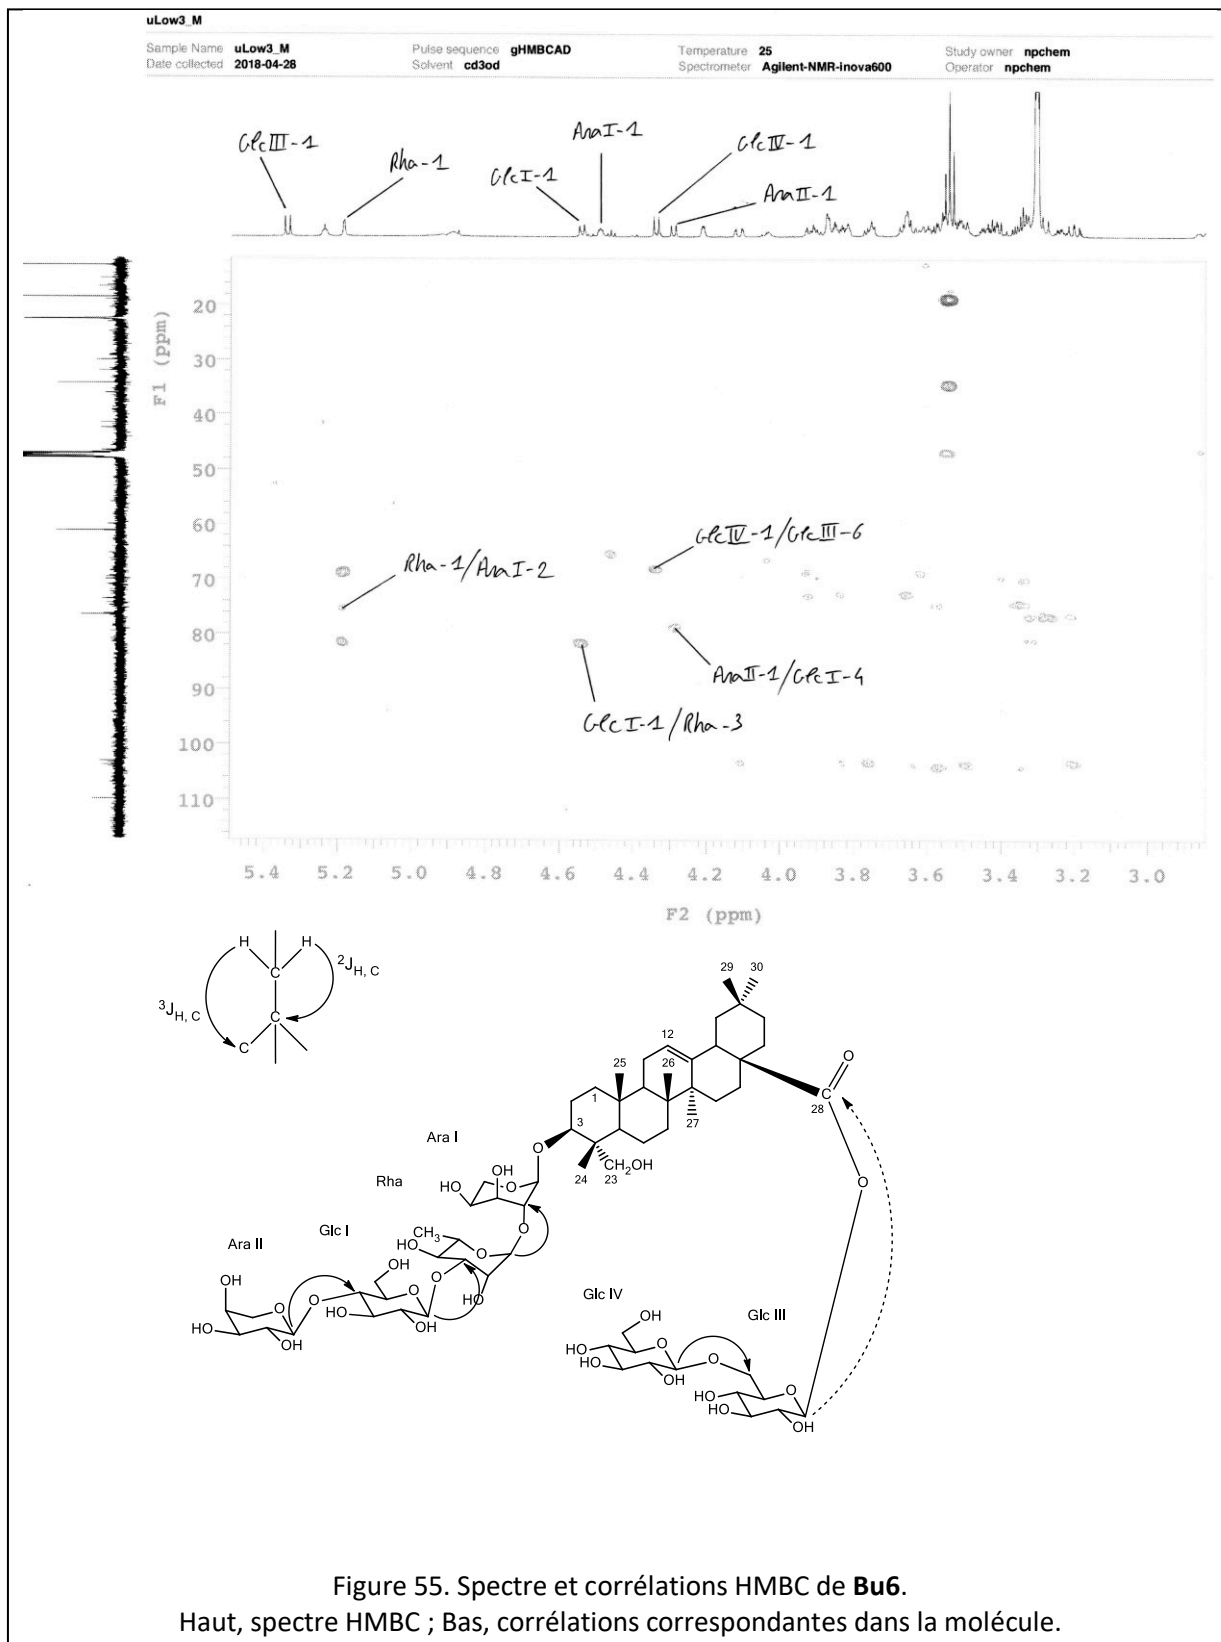 uLow3_M
Sample Name uLow3_M Pulse sequence gHMBCAD Temperature 25 Study owner npchem
Date collected 2018-04-28 Solvent cd3od Spectrometer Agilent-NMR-inova600 Operator npchem
GlcIII-1
Rha-1
GlcI-1
AraI-1
GlcIV-1
AraII-1
F1 (ppm)
20
30
40
50
60
70
80
90
100
110
GlcIV-1/GlcIII-6
Rha-1/AraI-2
AraII-1/GlcI-4
GlcI-1/Rha-3
5.4 5.2 5.0 4.8 4.6 4.4 4.2 4.0 3.8 3.6 3.4 3.2 3.0
F2 (ppm)
H H
²J H, C
C
³J H, C
C
C
29 30
12
O
25 26
1
C
28
3
27
Ara I
O
24 23
CH₂OH
OH
O
HO
OH
O
Rha
O
CH₃
HO
O
Glc I
Ara II
OH
O
HO
OH
O
O
HO
OH
O
HO
OH
Glc IV
Glc III
OH
HO
HO
O
OH
O
HO
HO
O
OH
Figure 55. Spectre et corrélations HMBC de Bu6.
Haut, spectre HMBC ; Bas, corrélations correspondantes dans la molécule.